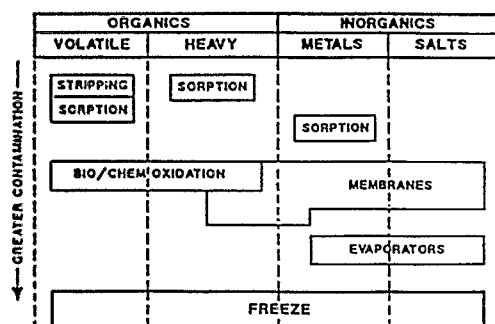 ORGANICS INORGANICS
VOLATILE HEAVY METALS SALTS
STRIPPING
SORPTION
SORPTION
SORPTION
BIO/CHEM OXIDATION
MEMBRANES
EVAPORATORS
FREEZE
GREATER CONTAMINATION